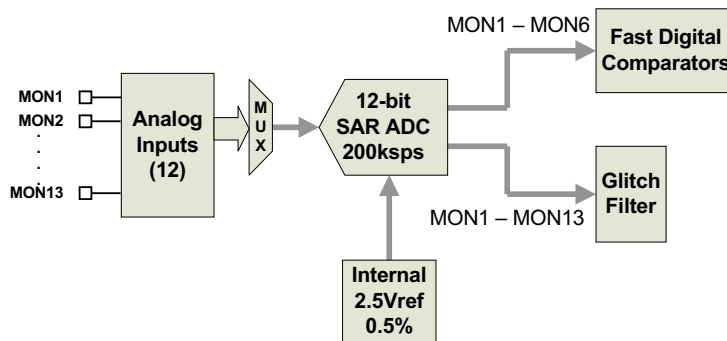 MON1
MON2
.
.
.
.
MON13
Analog
Inputs
(12)
M
U
X
12-bit
SAR ADC
200ksps
MON1 – MON6
Fast Digital
Comparators
MON1 – MON13
Glitch
Filter
Internal
2.5Vref
0.5%